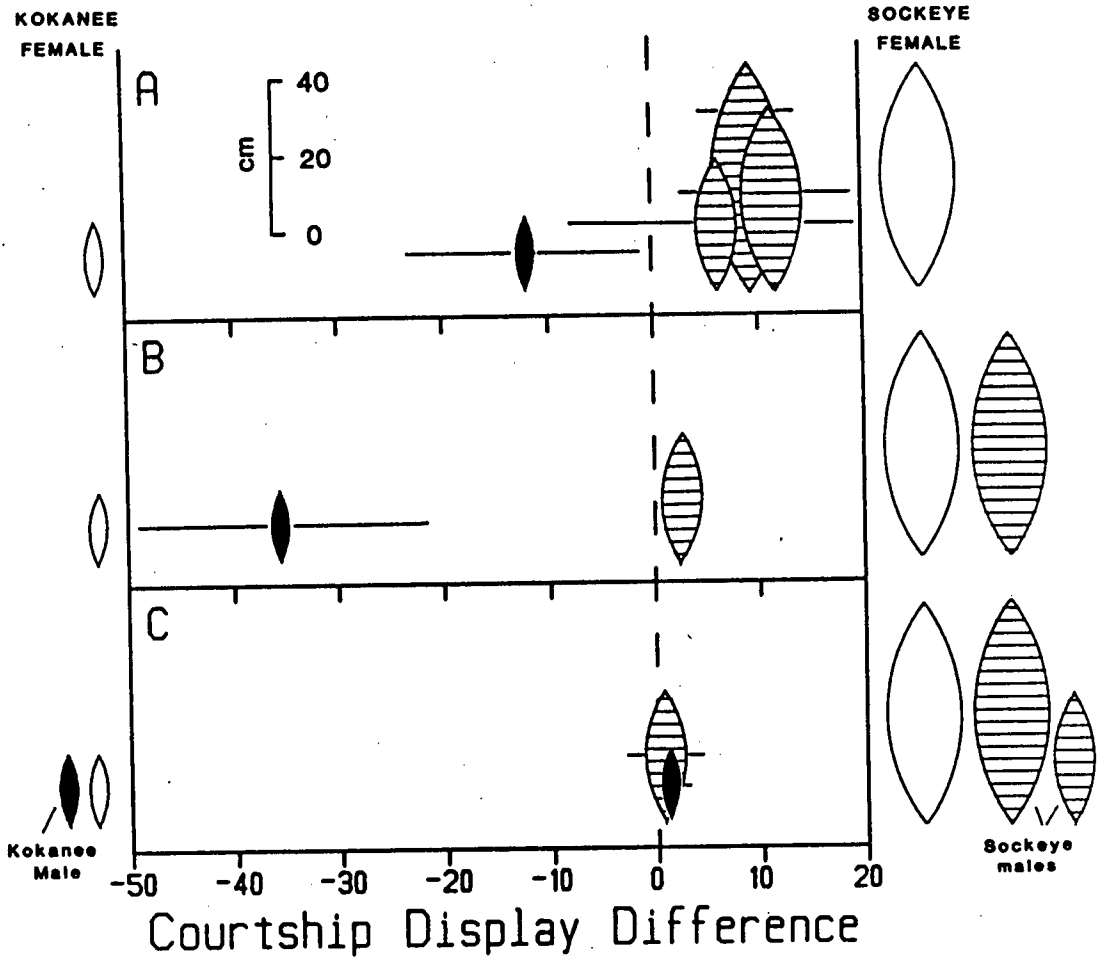 KOKANEE
FEMALE
SOCKEYE
FEMALE
A
40
cm
20
0
B
C
Kokanee
Male
Sockeye
males
-50
-40
-30
-20
-10
0
10
20
Courtship Display Difference